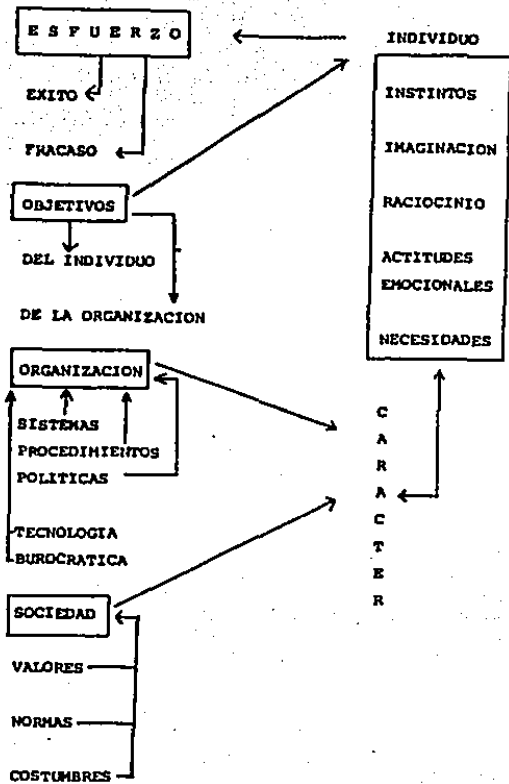 E S F U E R Z O
EXITO
FRACASO
OBJETIVOS
DEL INDIVIDUO
DE LA ORGANIZACION
ORGANIZACION
SISTEMAS
PROCEDIMIENTOS
POLITICAS
TECNOLOGIA
BUROCRATICA
SOCIEDAD
VALORES
NORMAS
COSTUMBRES
INDIVIDUO
INSTINTOS
IMAGINACION
RACIOCINIO
ACTITUDES
EMOCIONALES
NECESIDADES
C
A
R
A
C
T
E
R